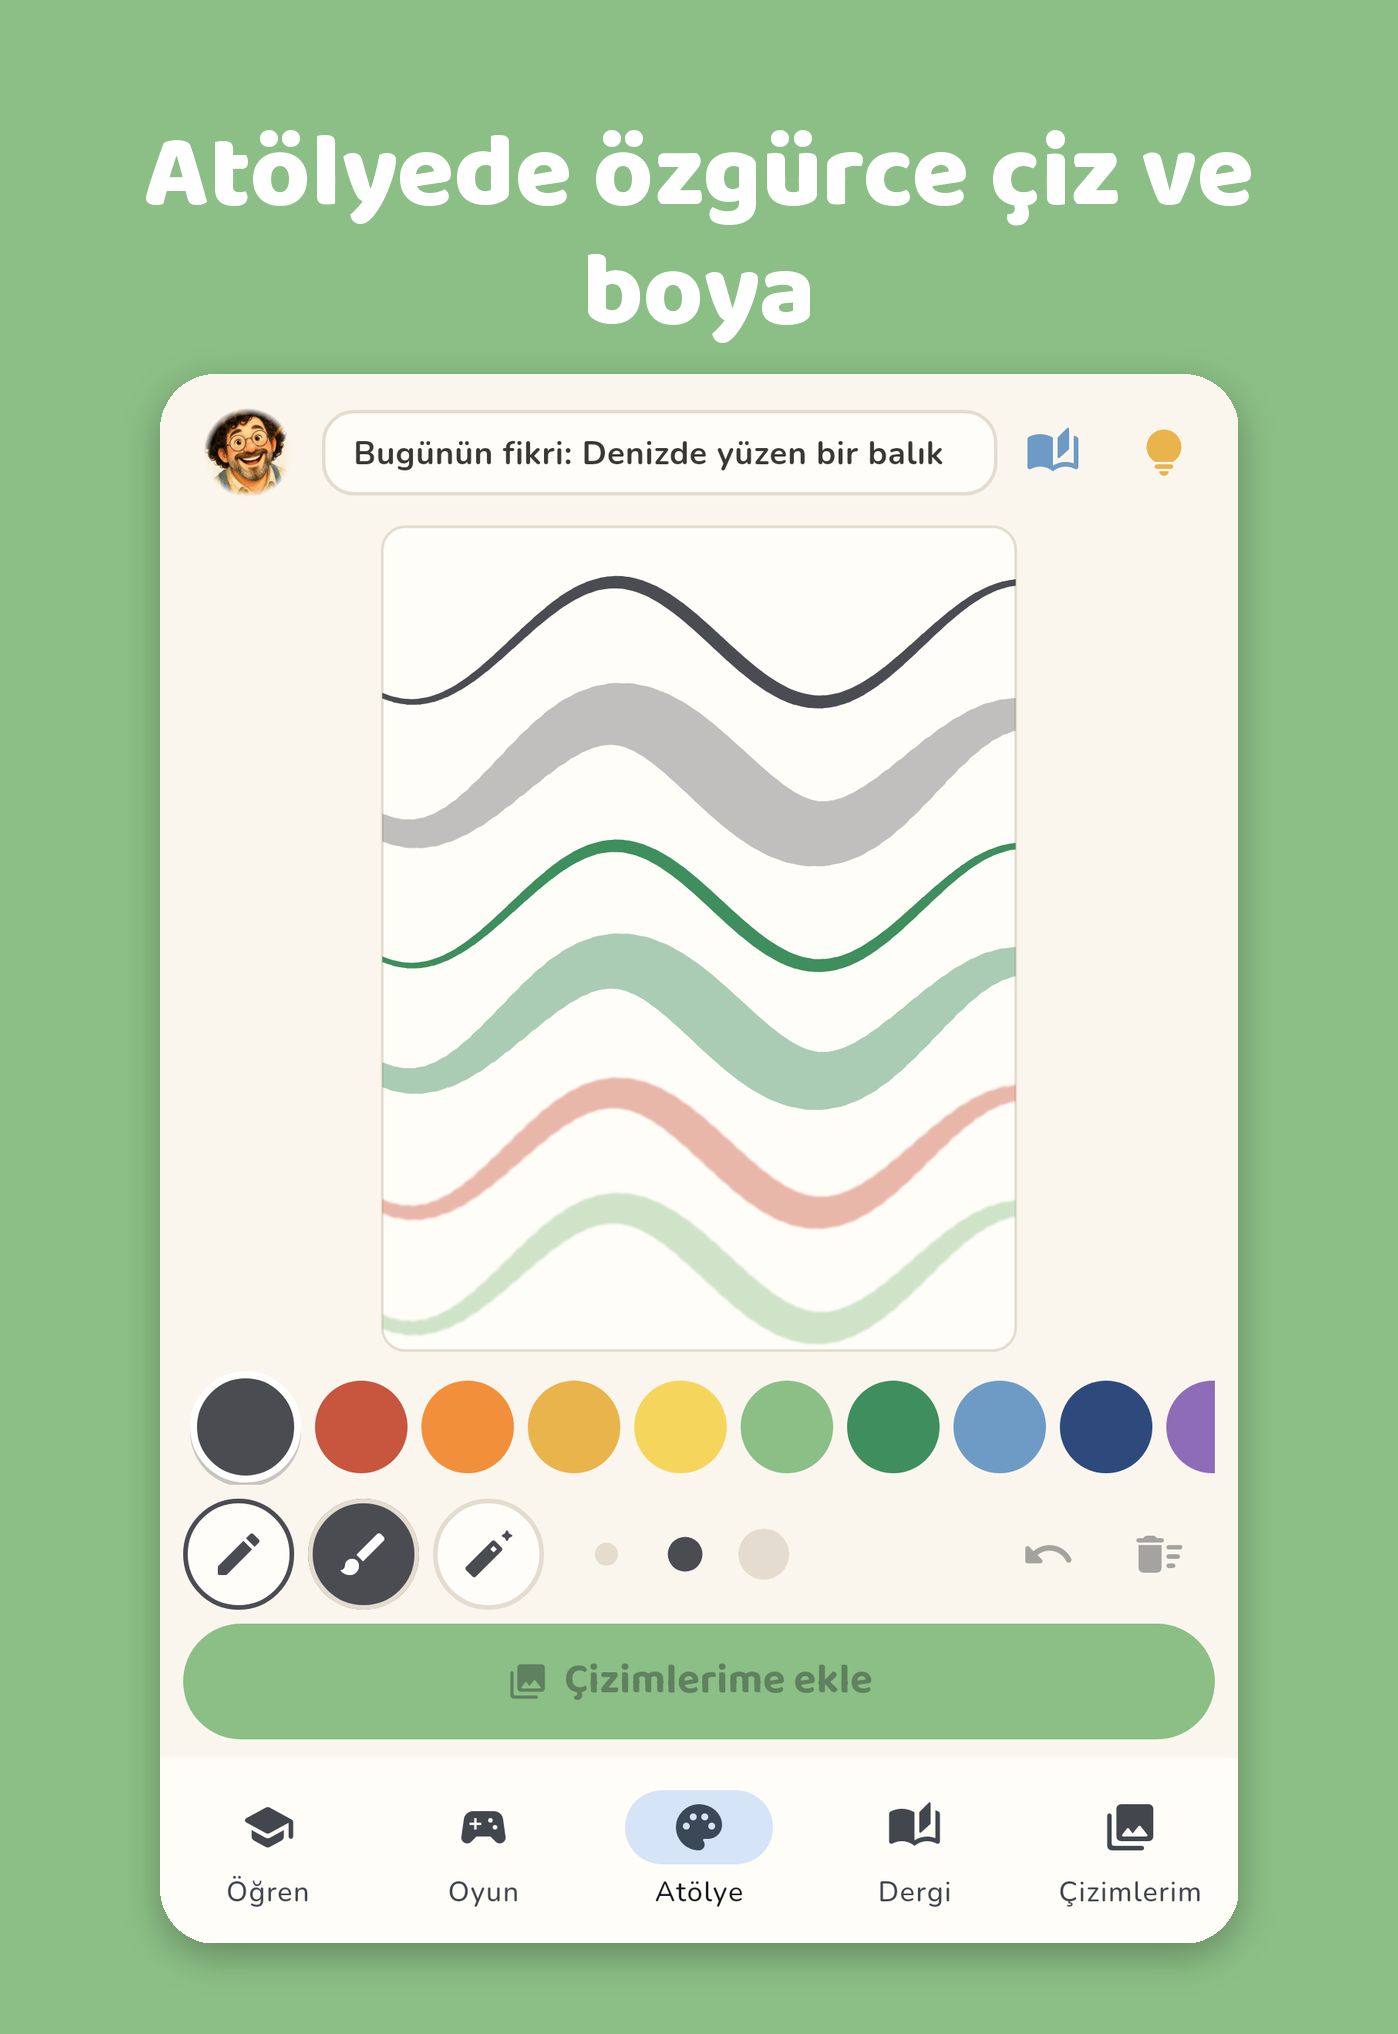 Atölyede özgürce çiz ve
boya
Bugünün fikri: Denizde yüzen bir balık
Çizimlerime ekle
Öğren
Oyun
Atölye
Dergi
Çizimlerim